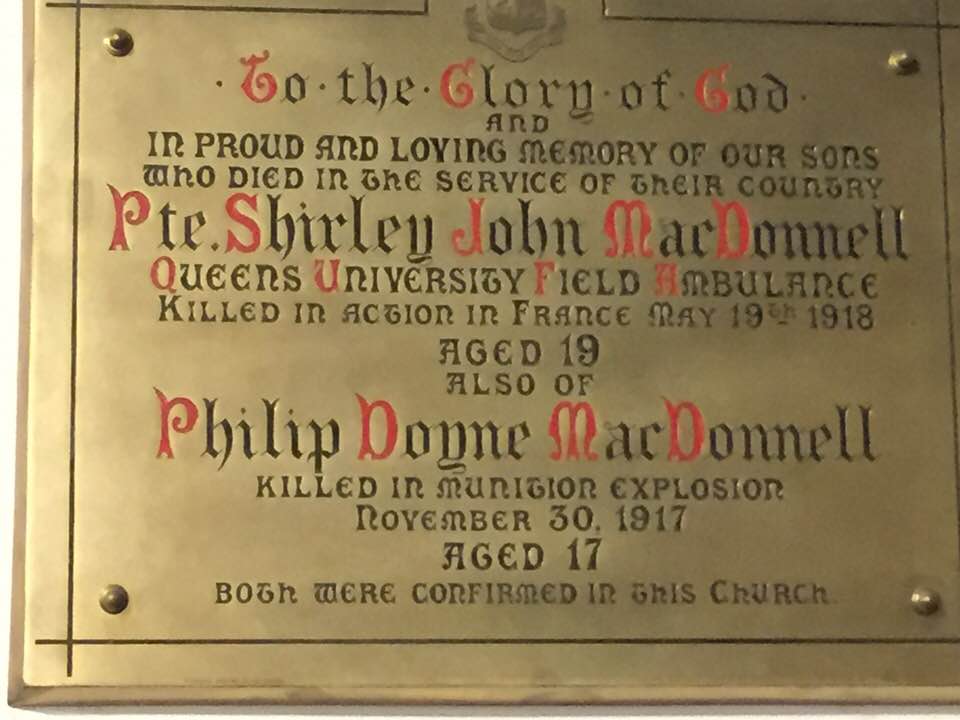 · To · the · Glory · of · God ·
AND
IN PROUD AND LOVING MEMORY OF OUR SONS
WHO DIED IN THE SERVICE OF THEIR COUNTRY
Pte. Shirley John MacDonnell
QUEENS UNIVERSITY FIELD AMBULANCE
KILLED IN ACTION IN FRANCE MAY 19th 1918
AGED 19
ALSO OF
Philip Doyne MacDonnell
KILLED IN MUNITION EXPLOSION
NOVEMBER 30. 1917
AGED 17
BOTH WERE CONFIRMED IN THIS CHURCH.